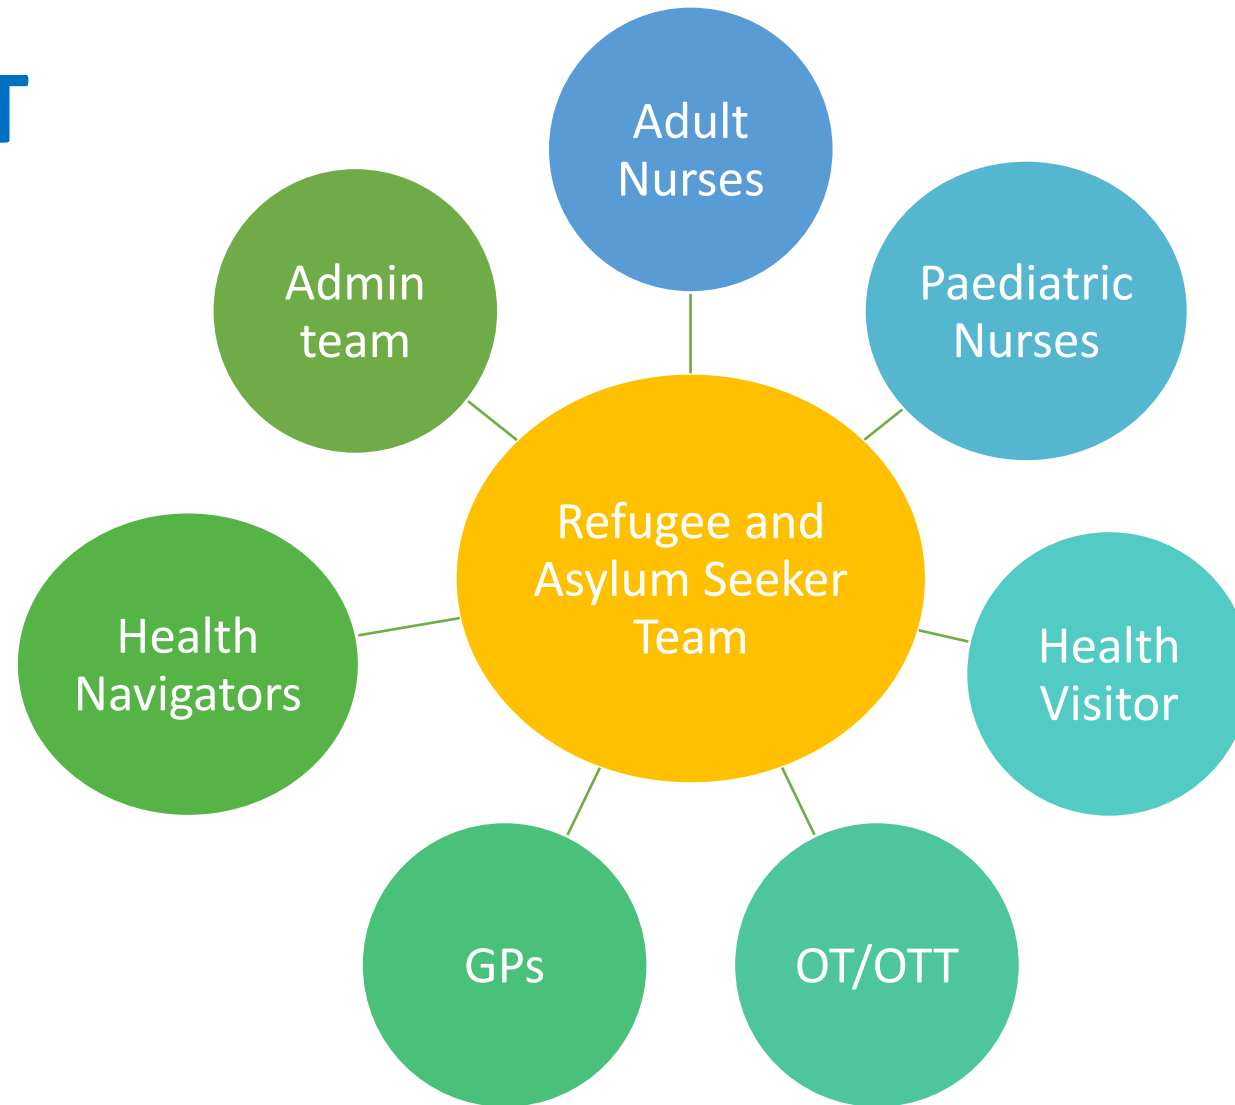 T
Adult
Nurses
Paediatric
Nurses
Health
Visitor
OT/OTT
GPs
Health
Navigators
Admin
team
Refugee and
Asylum Seeker
Team